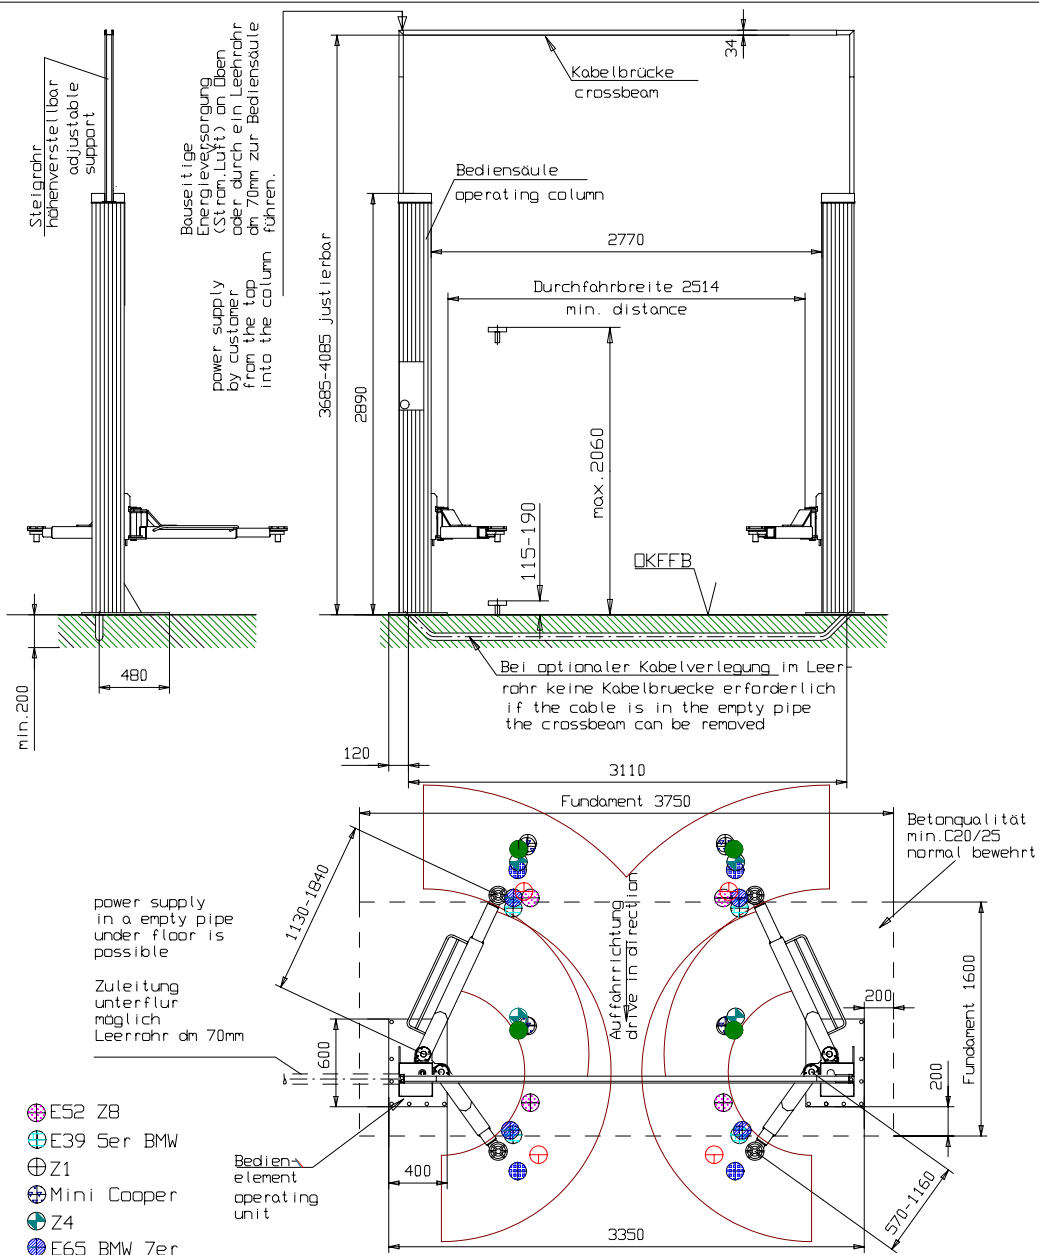 Steigrohr
höhenverstellbar
adjustable
support
Bauseitige
Energieversorgung
(Strom.Luft) on Oben
oder durch ein Leehrohr
dm 70mm zur Bediensäule
führen.
power supply
by customer
from the top
into the column
34
Kabelbrücke
crossbeam
Bediensäule
operating column
2770
Durchfahrbreite 2514
min. distance
3685-4085 justierbar
2890
max.2060
115-190
OKFFB
480
min.200
Bei optionaler Kabelverlegung im Leer-
rohr keine Kabelbruecke erforderlich
if the cable is in the empty pipe
the crossbeam can be removed
120
3110
Fundament 3750
Betonqualität
min.C20/25
normal bewehrt
1130-1840
power supply
in a empty pipe
under floor is
possible
Zuleitung
unterflur
möglich
Leerrohr dm 70mm
Auffahrrichtung
drive in direction
Fundament 1600
200
200
600
400
Bedien-
element
operating
unit
570-1160
3350
E52 Z8
E39 5er BMW
Z1
Mini Cooper
Z4
E65 BMW 7er